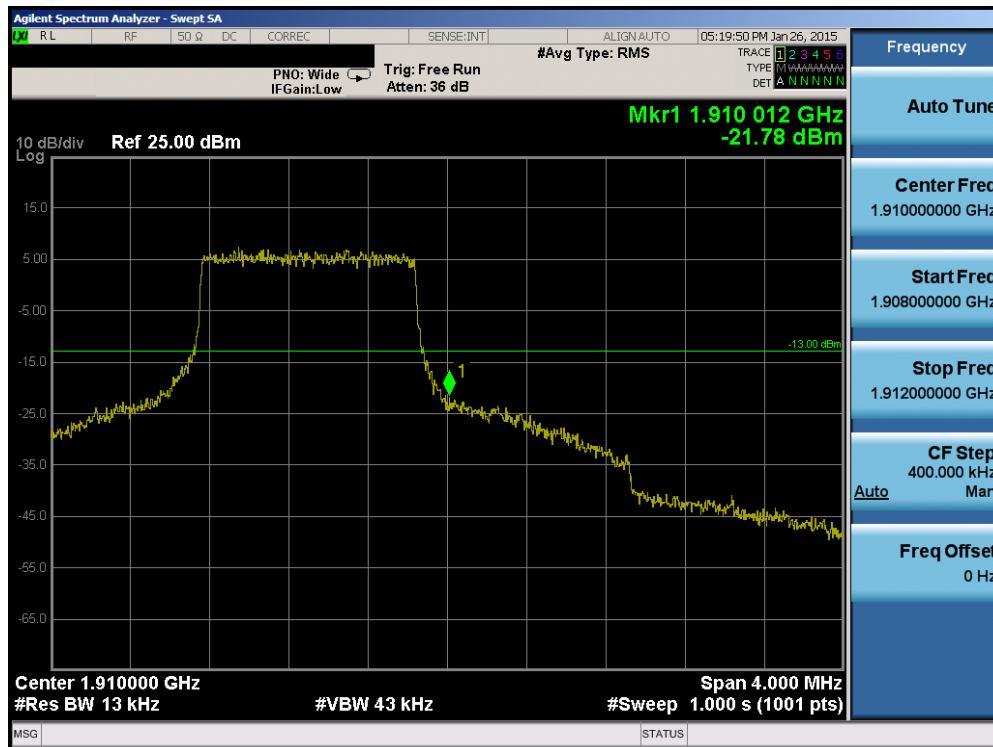 Agilent Spectrum Analyzer - Swept SA
LXI RL RF 50 Ω DC CORREC SENSE:INT ALIGN AUTO 05:19:50 PM Jan 26, 2015
#Avg Type: RMS
TRACE 1 2 3 4 5 6
PNO: Wide Trig: Free Run TYPE M
IFGain:Low Atten: 36 dB DET A N N N N N
Mkr1 1.910 012 GHz
-21.78 dBm
10 dB/div Ref 25.00 dBm
Log
15.0
5.00
-5.00
-13.00 dBm
-15.0
1
-25.0
-35.0
-45.0
-55.0
-65.0
Center 1.910000 GHz Span 4.000 MHz
#Res BW 13 kHz #VBW 43 kHz #Sweep 1.000 s (1001 pts)
MSG STATUS
Frequency
Auto Tune
Center Freq
1.910000000 GHz
Start Freq
1.908000000 GHz
Stop Freq
1.912000000 GHz
CF Step
400.000 kHz
Auto Man
Freq Offset
0 Hz